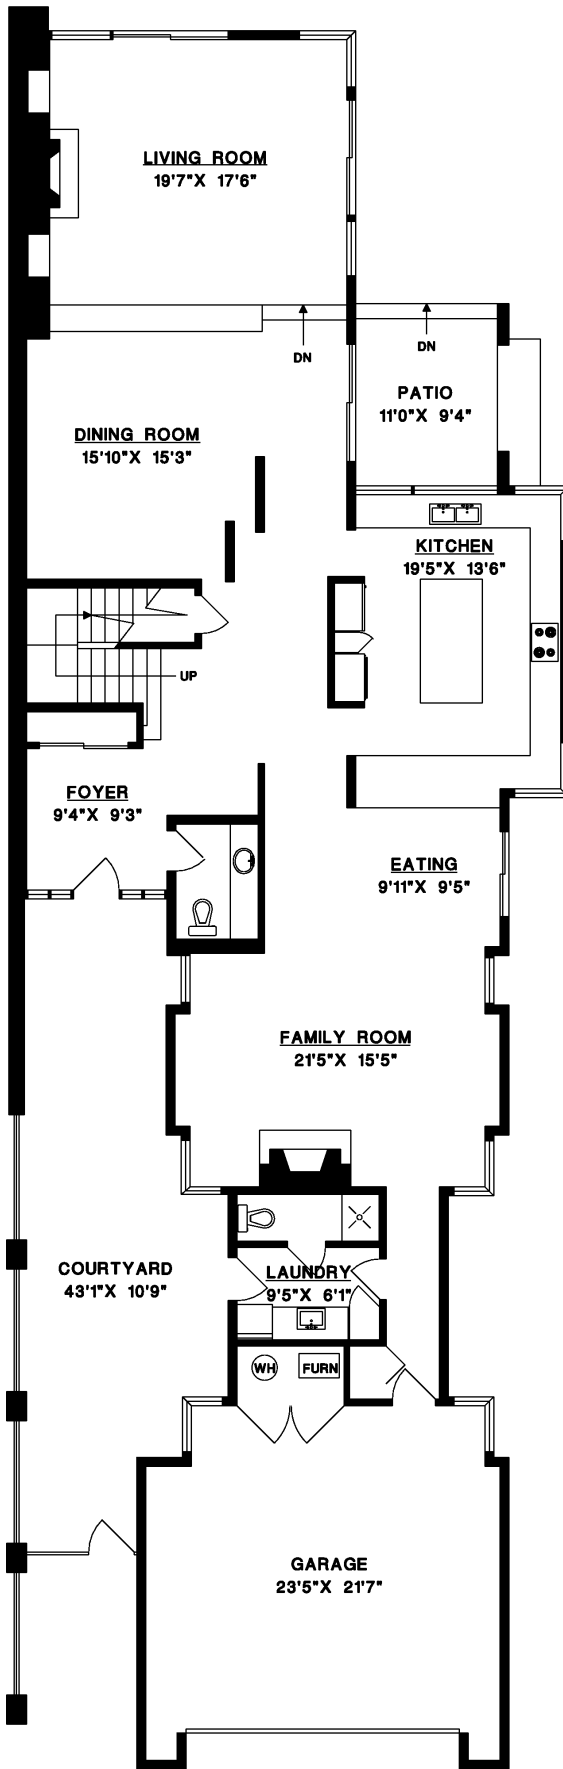 LIVING ROOM
19'7"X 17'6"
DN
DN
PATIO
11'0"X 9'4"
DINING ROOM
15'10"X 15'3"
KITCHEN
19'5"X 13'6"
UP
FOYER
9'4"X 9'3"
EATING
9'11"X 9'5"
FAMILY ROOM
21'5"X 15'5"
COURTYARD
43'1"X 10'9"
LAUNDRY
9'5"X 6'1"
WH
FURN
GARAGE
23'5"X 21'7"